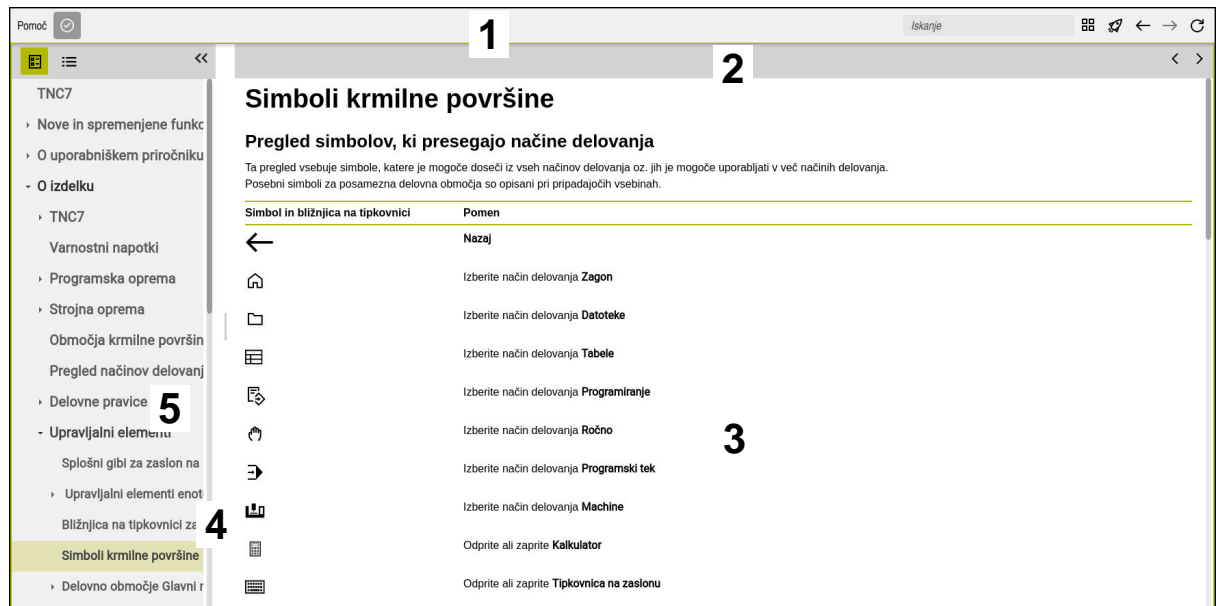 Pomoč
Iskanje
1
2
TNC7
Nove in spremenjene funkc
O uporabniškem priročniku
O izdelku
TNC7
Varnostni napotki
Programska oprema
Strojna oprema
Območja krmilne površin
Pregled načinov delovanj
Delovne pravice
5
Upravljalni elementi
Splošni gibi za zaslon na
Upravljalni elementi enot
Bližnjica na tipkovnici za
4
Simboli krmilne površine
Delovno območje Glavni r
Simboli krmilne površine
Pregled simbolov, ki presegajo načine delovanja
Ta pregled vsebuje simbole, katere je mogoče doseči iz vseh načinov delovanja oz. jih je mogoče uporabljati v več načinih delovanja.
Posebni simboli za posamezna delovna območja so opisani pri pripadajočih vsebinah.
Simbol in bližnjica na tipkovnici Pomen
Nazaj
Izberite način delovanja Zagon
Izberite način delovanja Datoteke
Izberite način delovanja Tabele
Izberite način delovanja Programiranje
Izberite način delovanja Ročno
3
Izberite način delovanja Programski tek
Izberite način delovanja Machine
Odprite ali zaprite Kalkulator
Odprite ali zaprite Tipkovnica na zaslonu